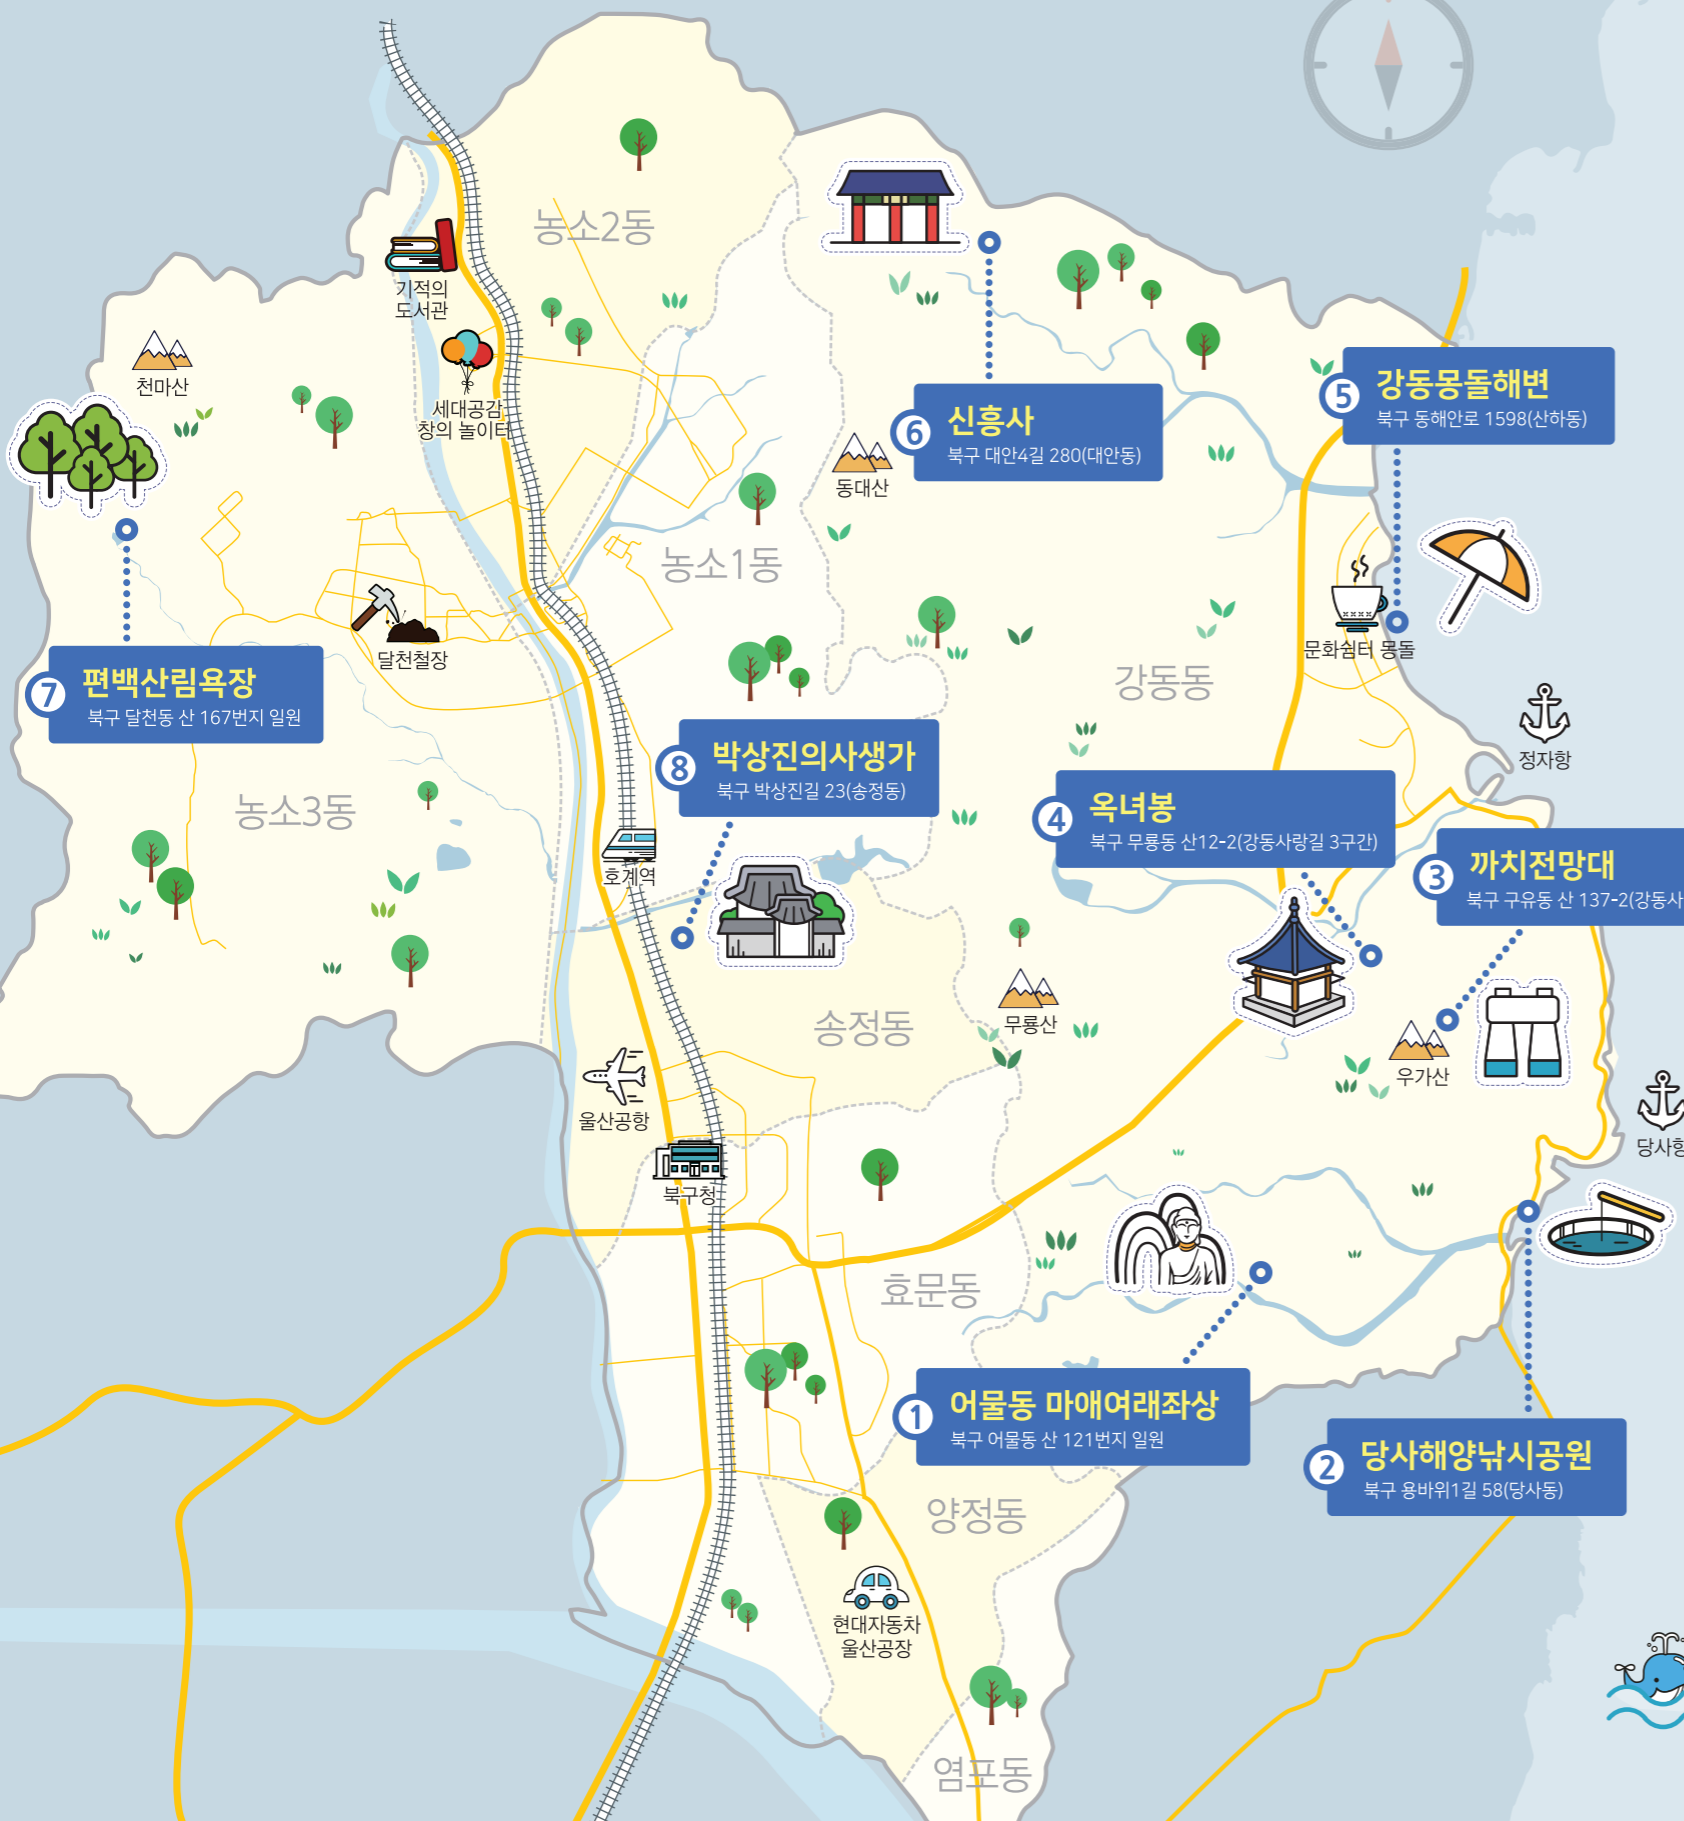 농소2동
기적의
도서관
천마산
세대공감
창의 놀이터
5
강동몽돌해변
북구 동해안로 1598(산하동)
6
신흥사
북구 대안4길 280(대안동)
동대산
농소1동
달천철장
문화쉼터 몽돌
강동동
7
편백산림욕장
북구 달천동 산 167번지 일원
정자항
8
박상진의사생가
북구 박상진길 23(송정동)
4
옥녀봉
북구 무룡동 산12-2(강동사랑길 3구간)
농소3동
3
까치전망대
북구 구유동 산 137-2(강동사
호계역
송정동
무룡산
우가산
울산공항
당사항
북구청
효문동
1
어물동 마애여래좌상
북구 어물동 산 121번지 일원
2
당사해양낚시공원
북구 용바위1길 58(당사동)
양정동
현대자동차
울산공장
염포동